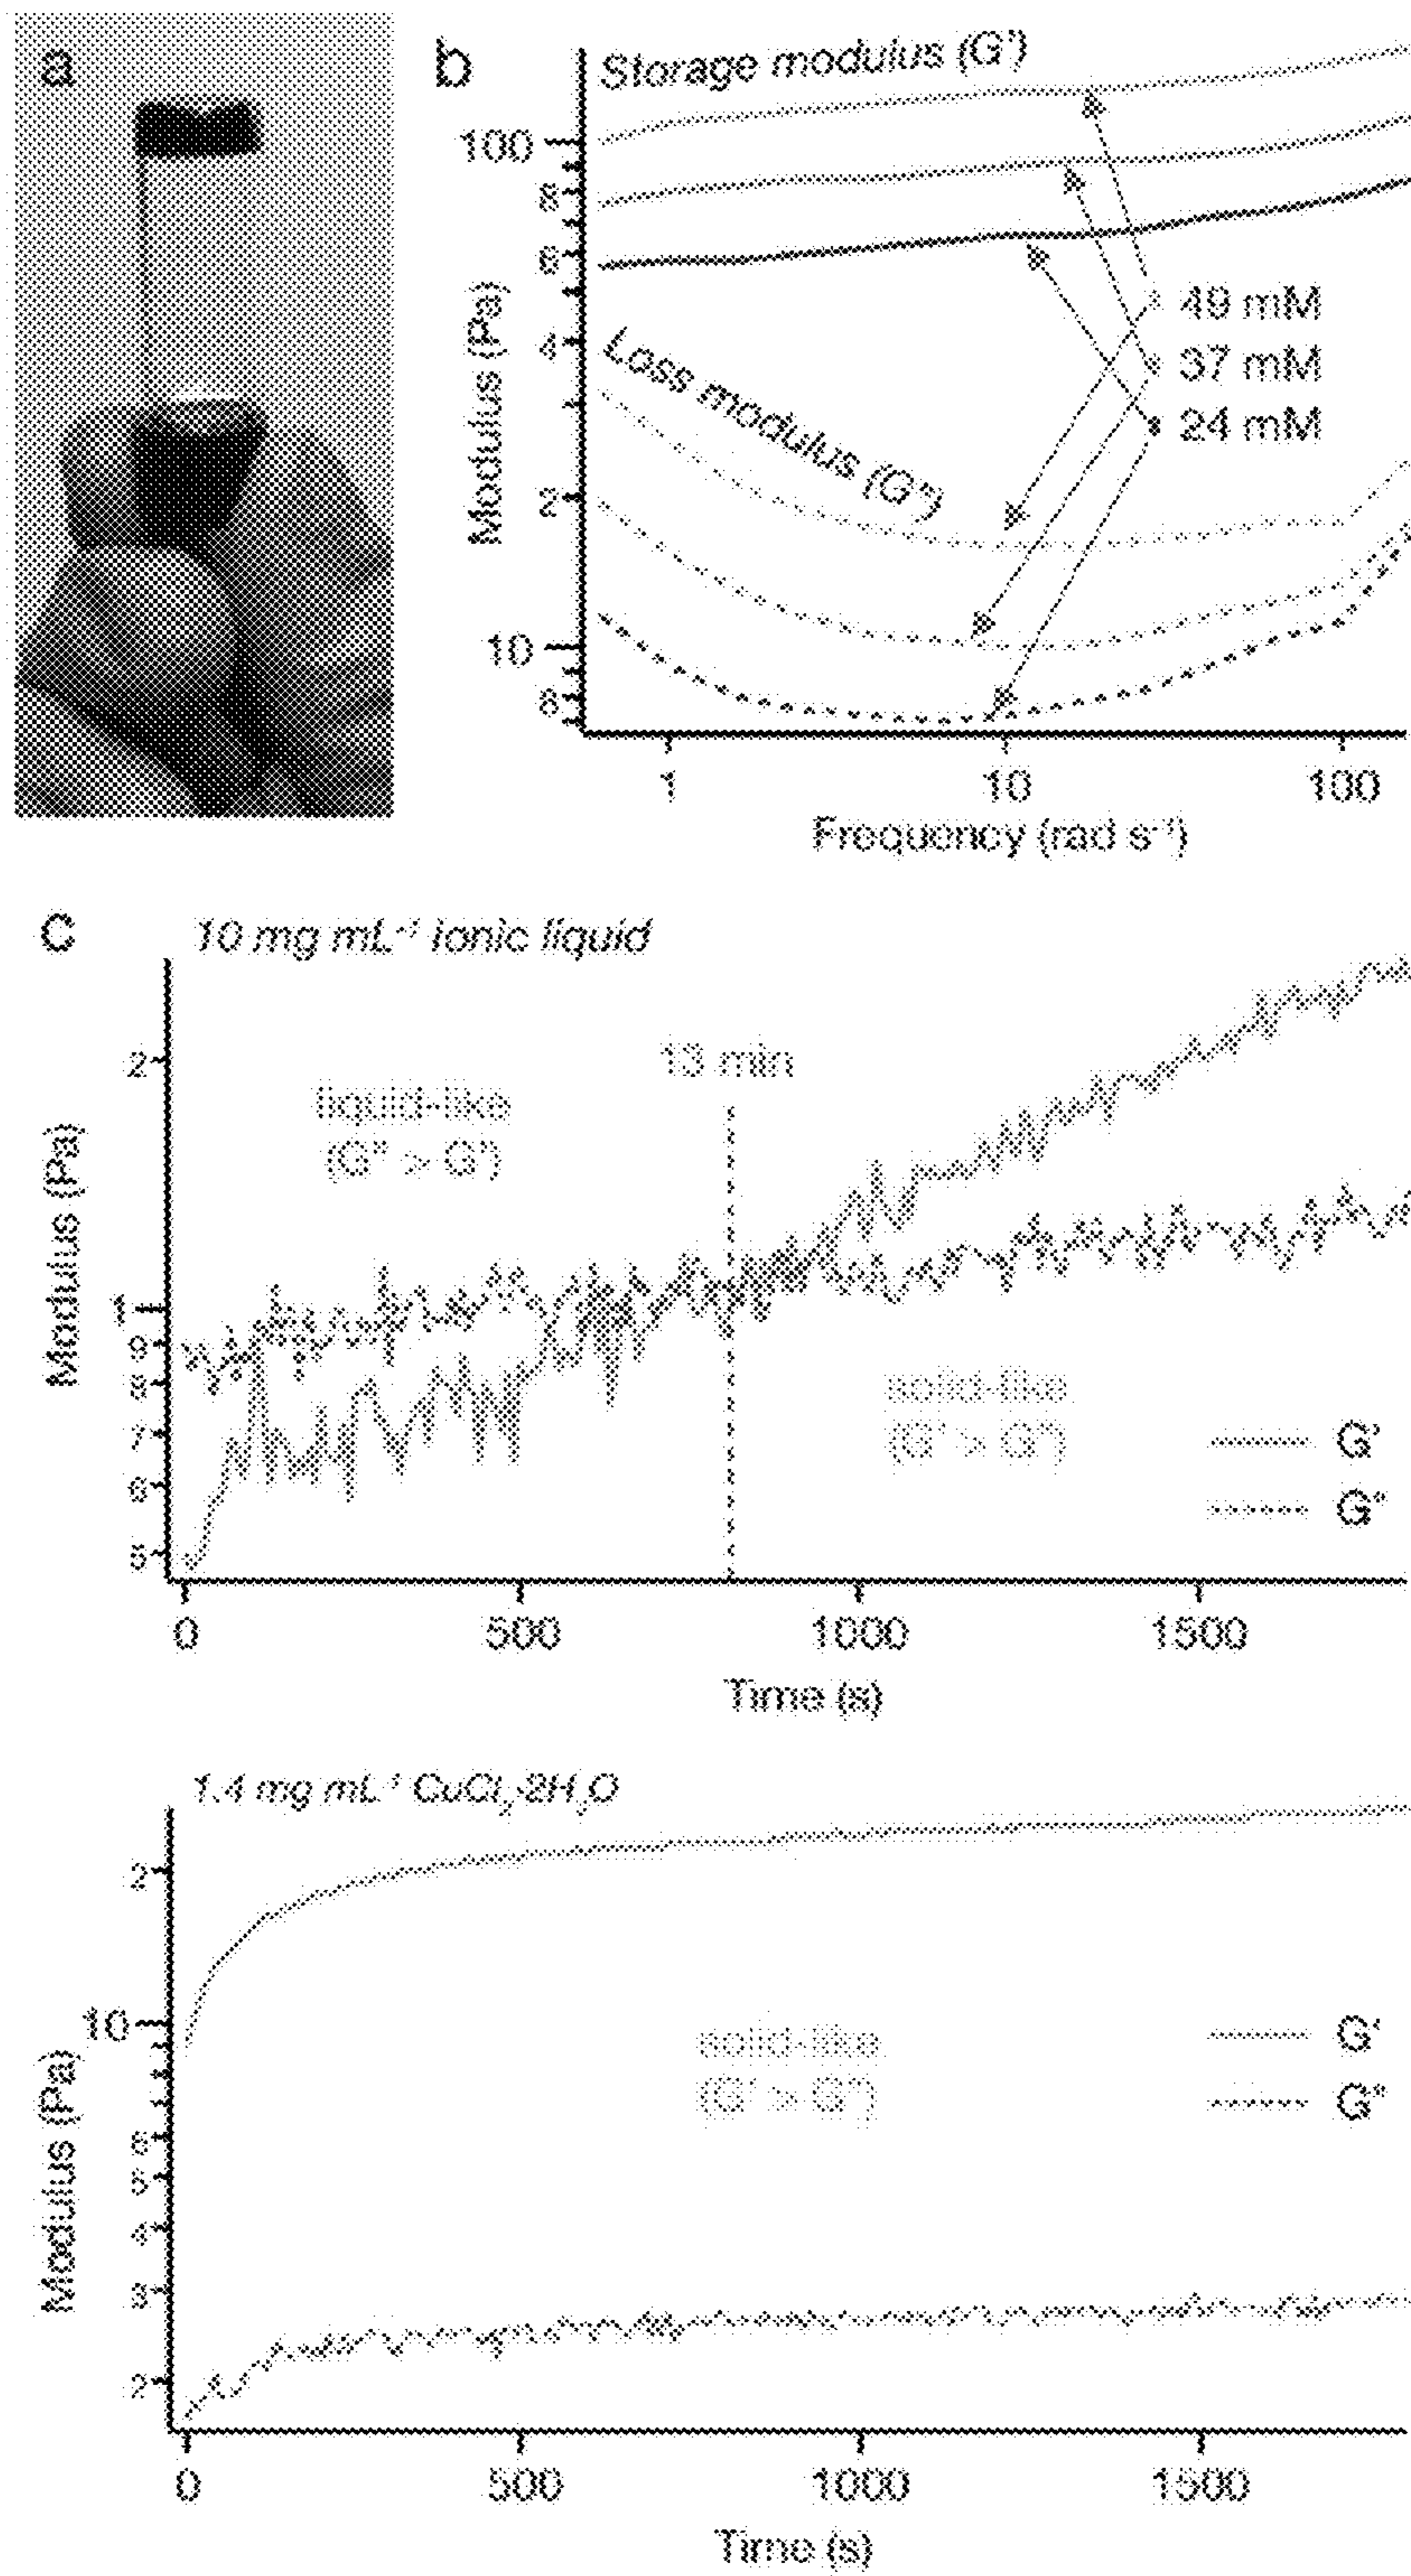 a
b
Storage modulus (G')
100
8
6
4
2
10
8
Modulus (Pa)
Loss modulus (G")
49 mM
37 mM
24 mM
1
10
100
Frequency (rad s⁻¹)
c
10 mg mL⁻¹ ionic liquid
2
1
9
8
7
6
5
Modulus (Pa)
liquid-like
(G" > G')
13 min
solid-like
(G' > G")
G'
G"
0
500
1000
1500
Time (s)
1.4 mg mL⁻¹ CuCl₂·2H₂O
2
10
6
5
4
3
2
Modulus (Pa)
solid-like
(G' > G")
G'
G"
0
500
1000
1500
Time (s)